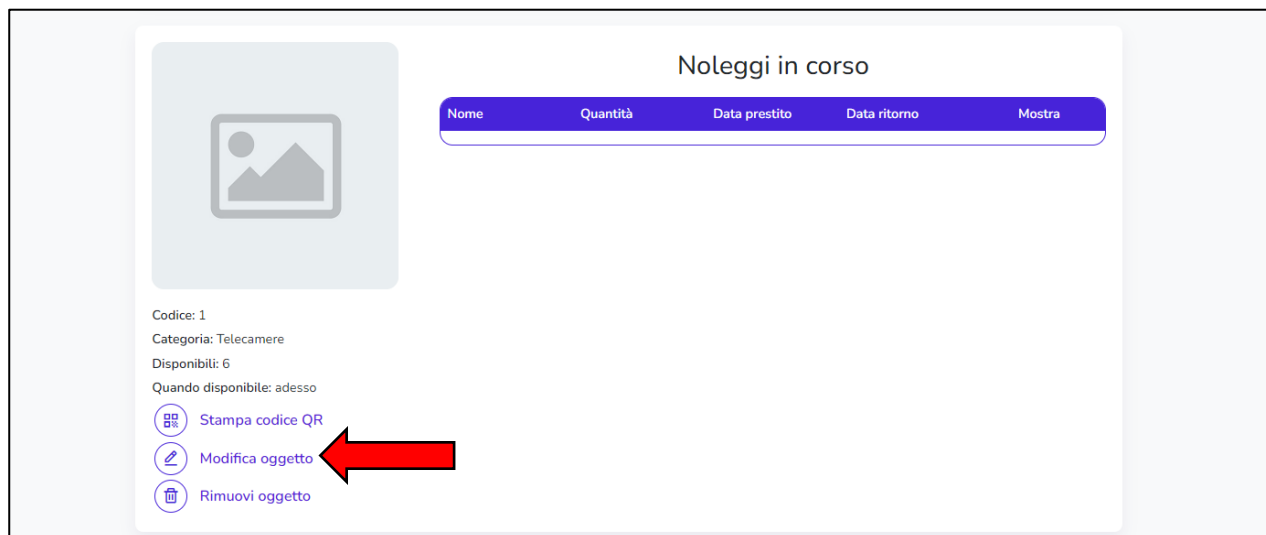 Noleggi in corso
Nome Quantità Data prestito Data ritorno Mostra
Codice: 1
Categoria: Telecamere
Disponibili: 6
Quando disponibile: adesso
Stampa codice QR
Modifica oggetto
Rimuovi oggetto